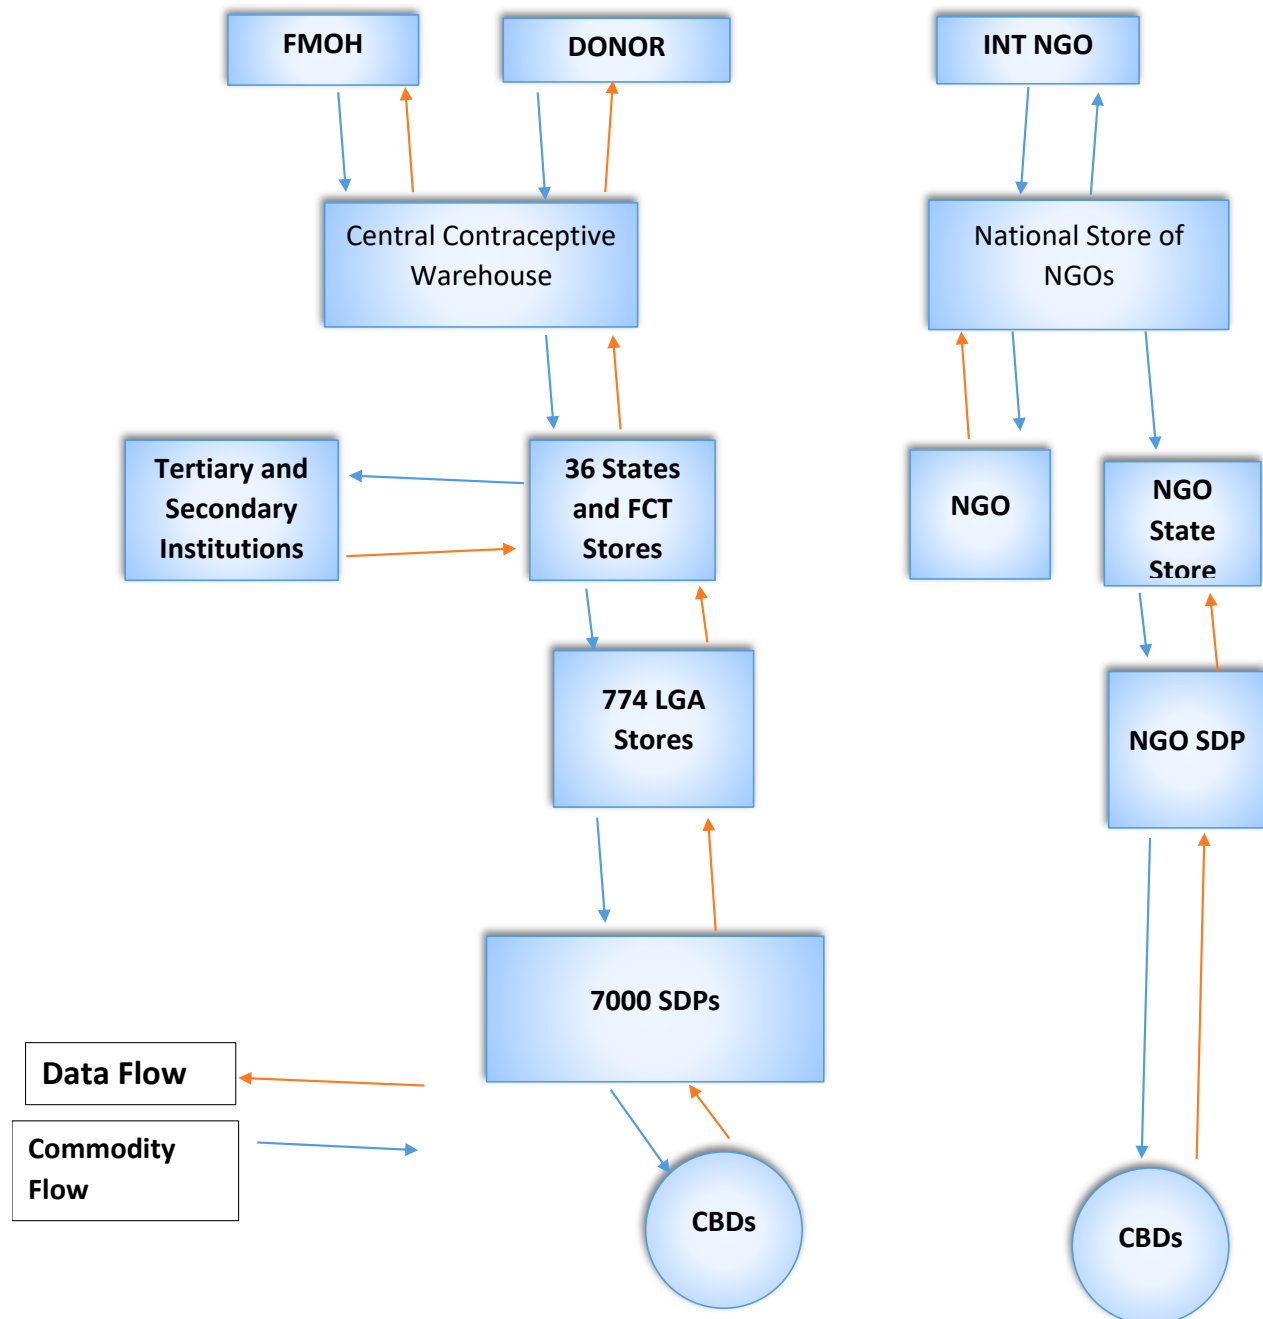 FMOH
DONOR
INT NGO
Central Contraceptive
Warehouse
National Store of
NGOs
Tertiary and
Secondary
Institutions
36 States
and FCT
Stores
NGO
NGO
State
Store
774 LGA
Stores
NGO SDP
7000 SDPs
Data Flow
Commodity
Flow
CBDs
CBDs